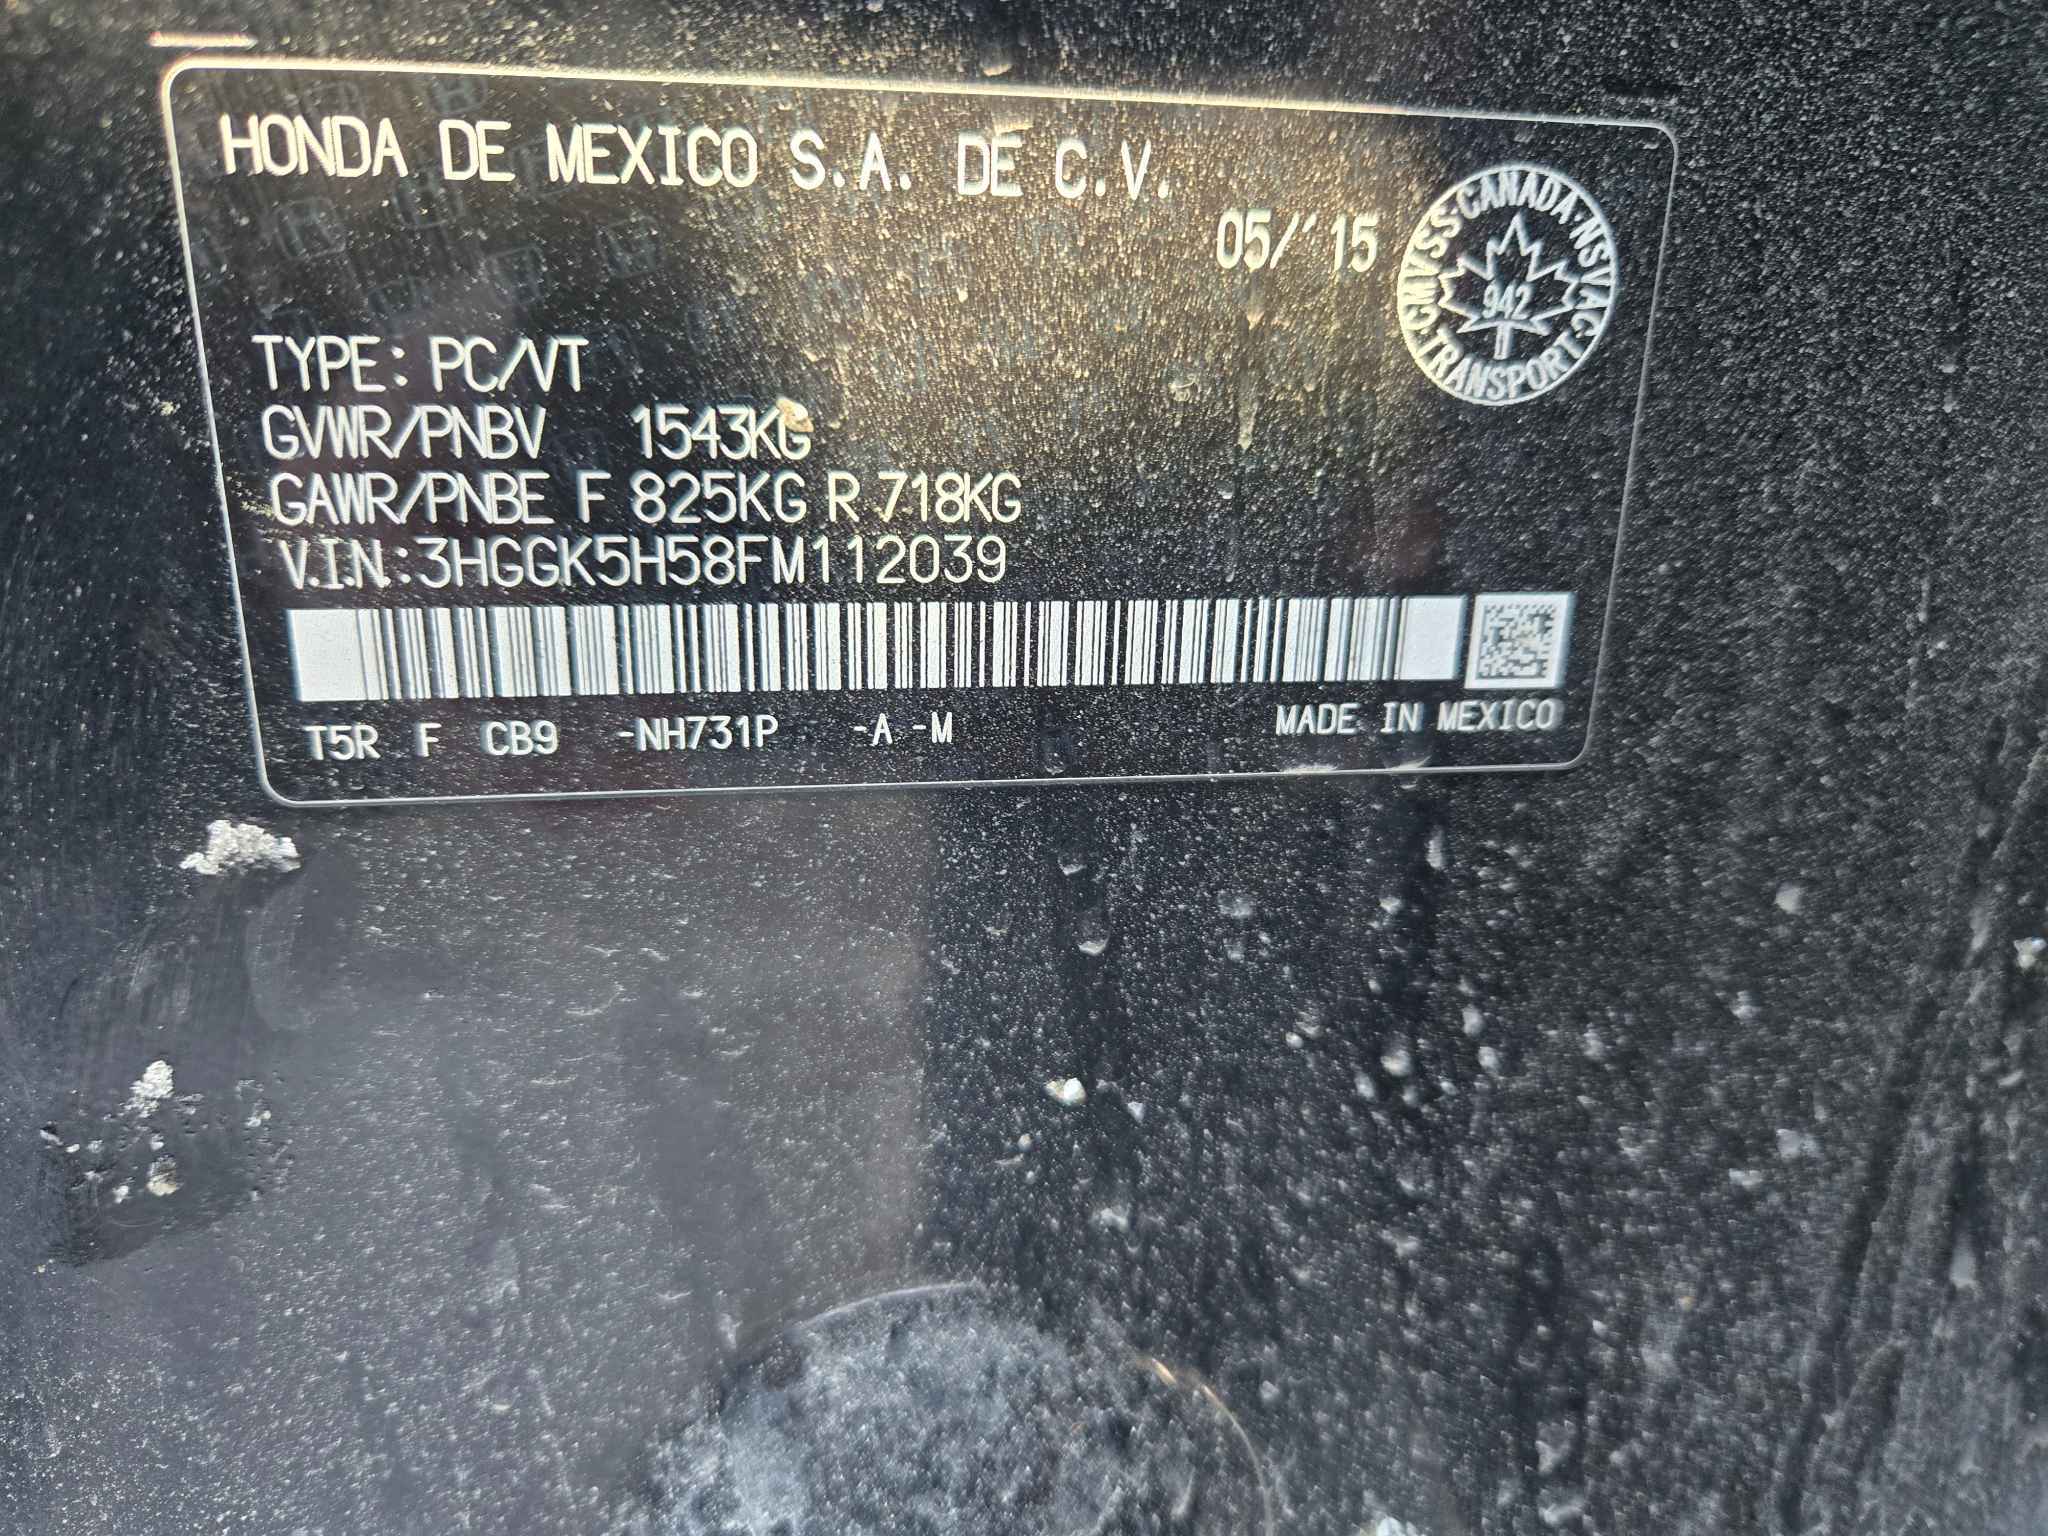 HONDA DE MEXICO S.A. DE C.V.
05/'15
CMVSS·CANADA·NSVAC·TRANSPORT·
942
TYPE: PC/VT
GVWR/PNBV 1543KG
GAWR/PNBE F 825KG R 718KG
V.I.N.:3HGGK5H58FM112039
T5R F CB9 -NH731P -A -M
MADE IN MEXICO